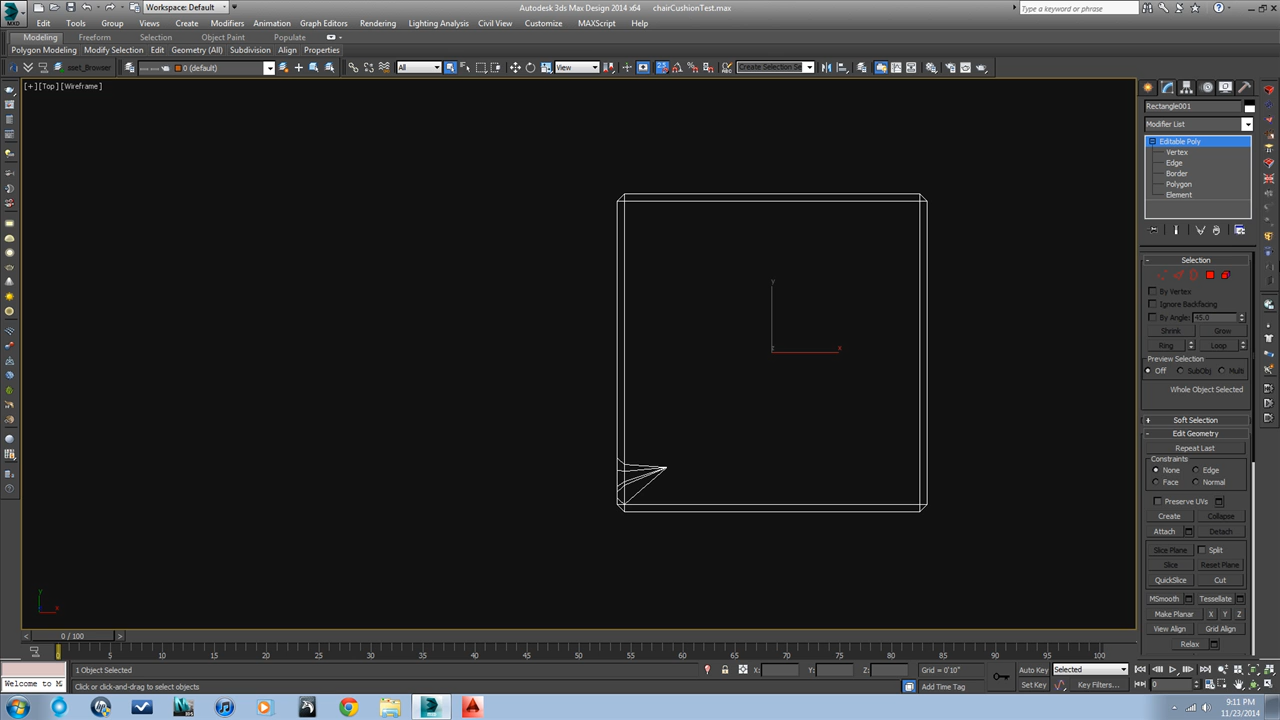 Workspace: Default
Autodesk 3ds Max Design 2014 x64 chairCushionTest.max
Type a keyword or phrase
Edit Tools Group Views Create Modifiers Animation Graph Editors Rendering Lighting Analysis Civil View Customize MAXScript Help
Modeling Freeform Selection Object Paint Populate
Polygon Modeling Modify Selection Edit Geometry (All) Subdivision Align Properties
aset_Browser 0 (default) All View Create Selection Se
[+][Top][Wireframe]
Rectangle001
Modifier List
Editable Poly
Vertex
Edge
Border
Polygon
Element
Selection
By Vertex
Ignore Backfacing
By Angle: 45.0
Shrink Grow
Ring Loop
Preview Selection
Off SubObj Multi
Whole Object Selected
Soft Selection
Edit Geometry
Repeat Last
Constraints
None Edge
Face Normal
Preserve UVs
Create Collapse
Attach Detach
Slice Plane Split
Slice Reset Plane
QuickSlice Cut
MSmooth Tessellate
Make Planar X Y Z
View Align Grid Align
Relax
y
x
z
y
x
0 / 100
0 5 10 15 20 25 30 35 40 45 50 55 60 65 70 75 80 85 90 95 100
1 Object Selected X: Y: Z: Grid = 0'10" Auto Key Selected
Welcome to M Click or click-and-drag to select objects Add Time Tag Set Key Key Filters... 0
9:11 PM
11/23/2014